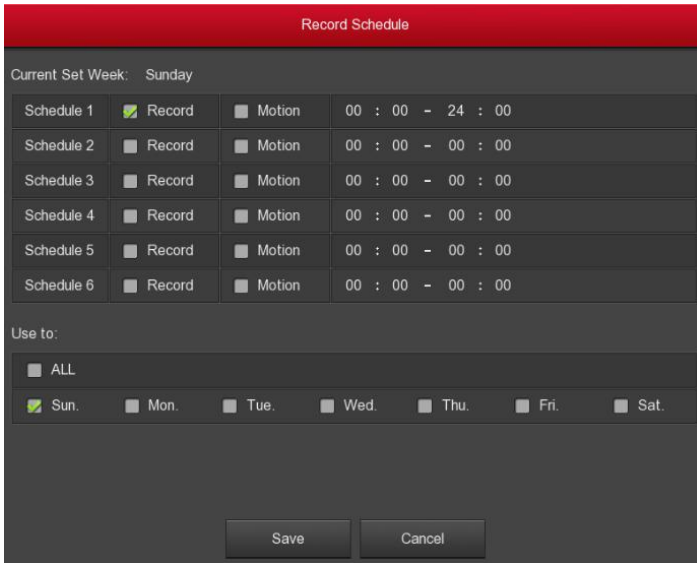 Record Schedule
Current Set Week: Sunday
Schedule 1 Record Motion 00 : 00 - 24 : 00
Schedule 2 Record Motion 00 : 00 - 00 : 00
Schedule 3 Record Motion 00 : 00 - 00 : 00
Schedule 4 Record Motion 00 : 00 - 00 : 00
Schedule 5 Record Motion 00 : 00 - 00 : 00
Schedule 6 Record Motion 00 : 00 - 00 : 00
Use to:
ALL
Sun. Mon. Tue. Wed. Thu. Fri. Sat.
Save Cancel